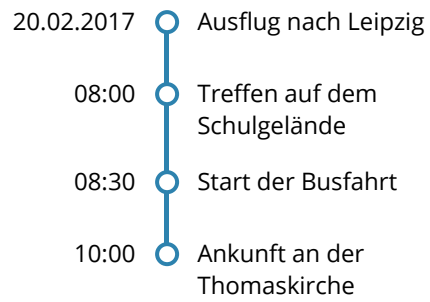 20.02.2017 Ausflug nach Leipzig
08:00 Treffen auf dem
Schulgelände
08:30 Start der Busfahrt
10:00 Ankunft an der
Thomaskirche